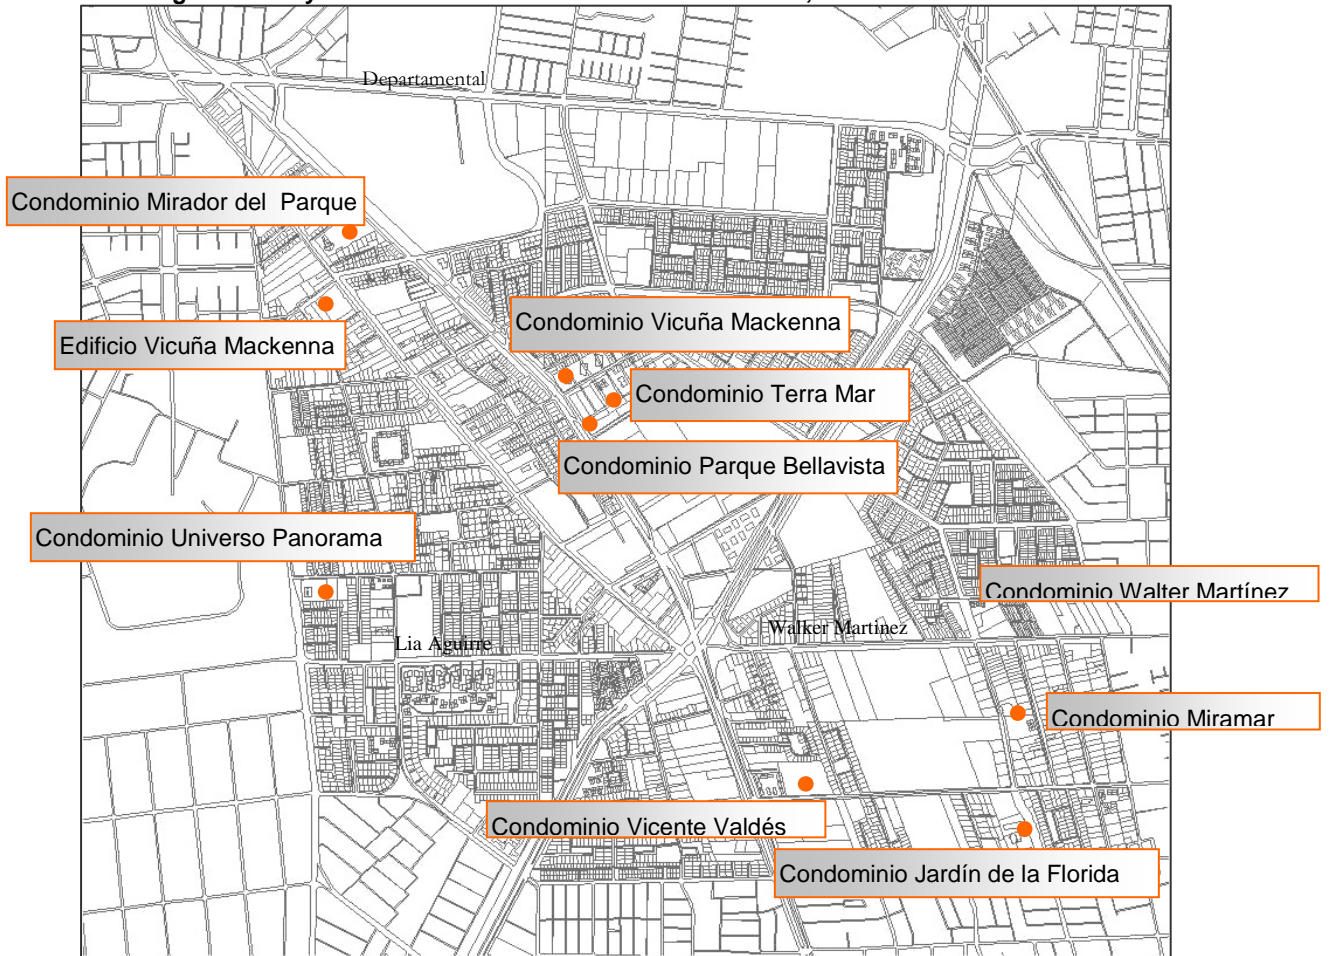 Departamental
Condominio Mirador del Parque
Condominio Vicuña Mackenna
Edificio Vicuña Mackenna
Condominio Terra Mar
Condominio Parque Bellavista
Condominio Universo Panorama
Condominio Walter Martínez
Walker Martinez
Lia Aguirre
Condominio Miramar
Condominio Vicente Valdés
Condominio Jardín de la Florida